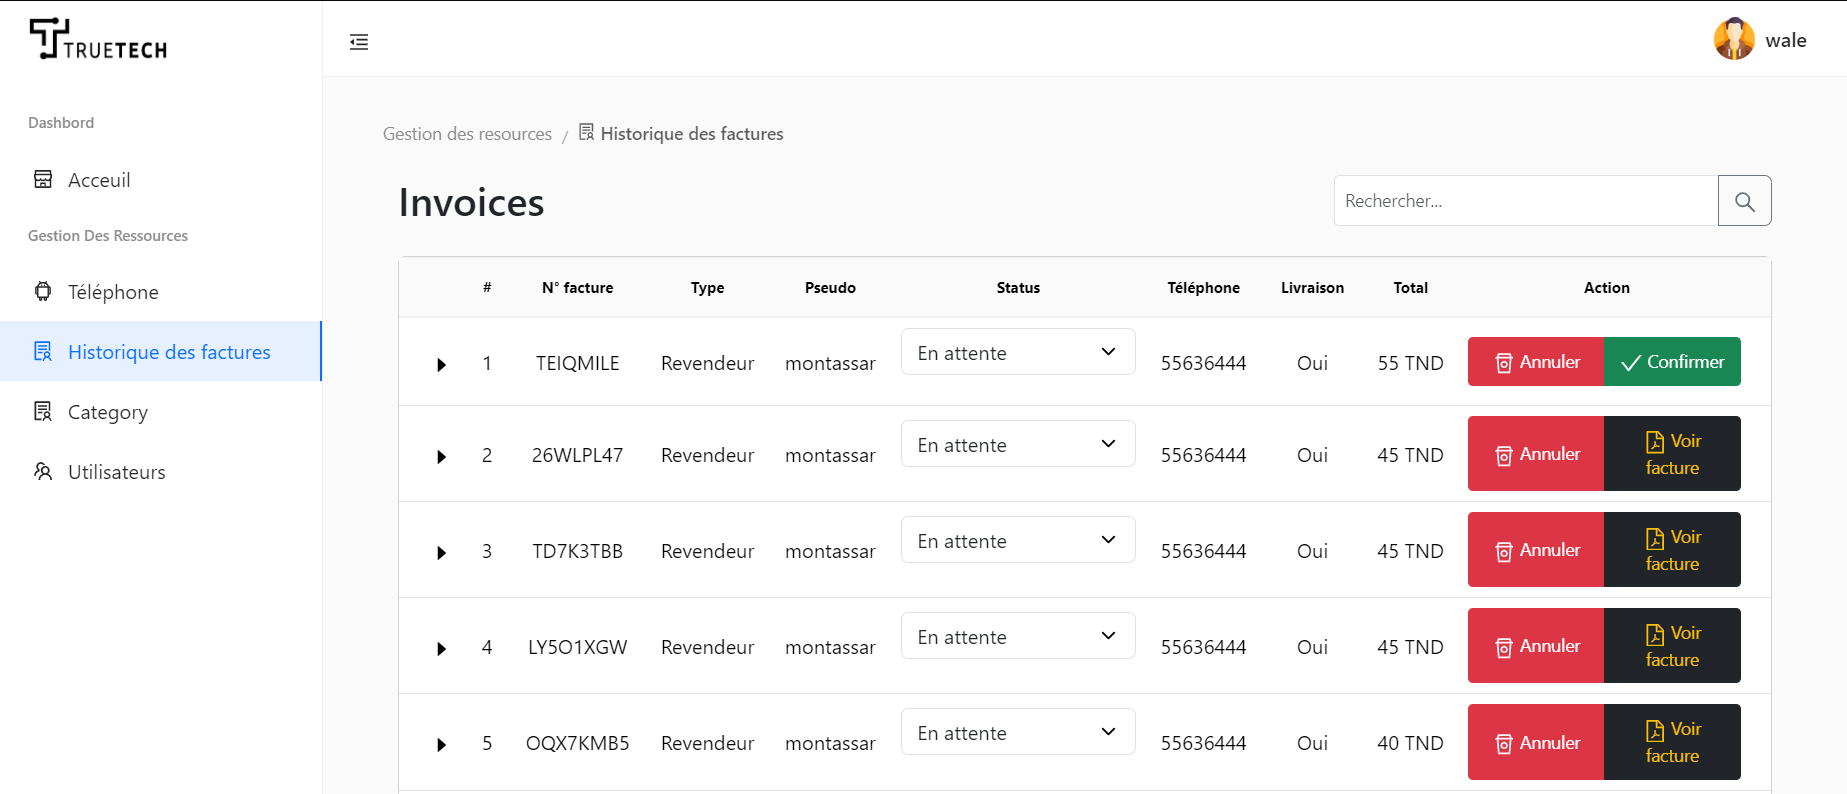 TRUETECH
wale
Dashbord
Acceuil
Gestion Des Ressources
Téléphone
Historique des factures
Category
Utilisateurs
Gestion des resources / Historique des factures
Invoices
Rechercher...
# N° facture Type Pseudo Status Téléphone Livraison Total Action
1 TEIQMILE Revendeur montassar En attente 55636444 Oui 55 TND Annuler Confirmer
2 26WLPL47 Revendeur montassar En attente 55636444 Oui 45 TND Annuler Voir facture
3 TD7K3TBB Revendeur montassar En attente 55636444 Oui 45 TND Annuler Voir facture
4 LY5O1XGW Revendeur montassar En attente 55636444 Oui 45 TND Annuler Voir facture
5 OQX7KMB5 Revendeur montassar En attente 55636444 Oui 40 TND Annuler Voir facture